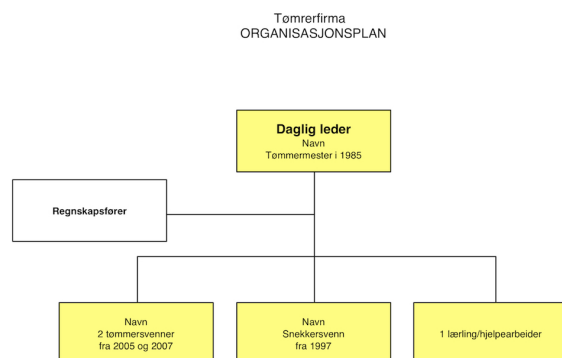 Tømrerfirma
ORGANISASJONSPLAN
Daglig leder
Navn
Tømmermester i 1985
Regnskapsfører
Navn
2 tømmersvenner
fra 2005 og 2007
Navn
Snekkersvenn
fra 1997
1 lærling/hjelpearbeider